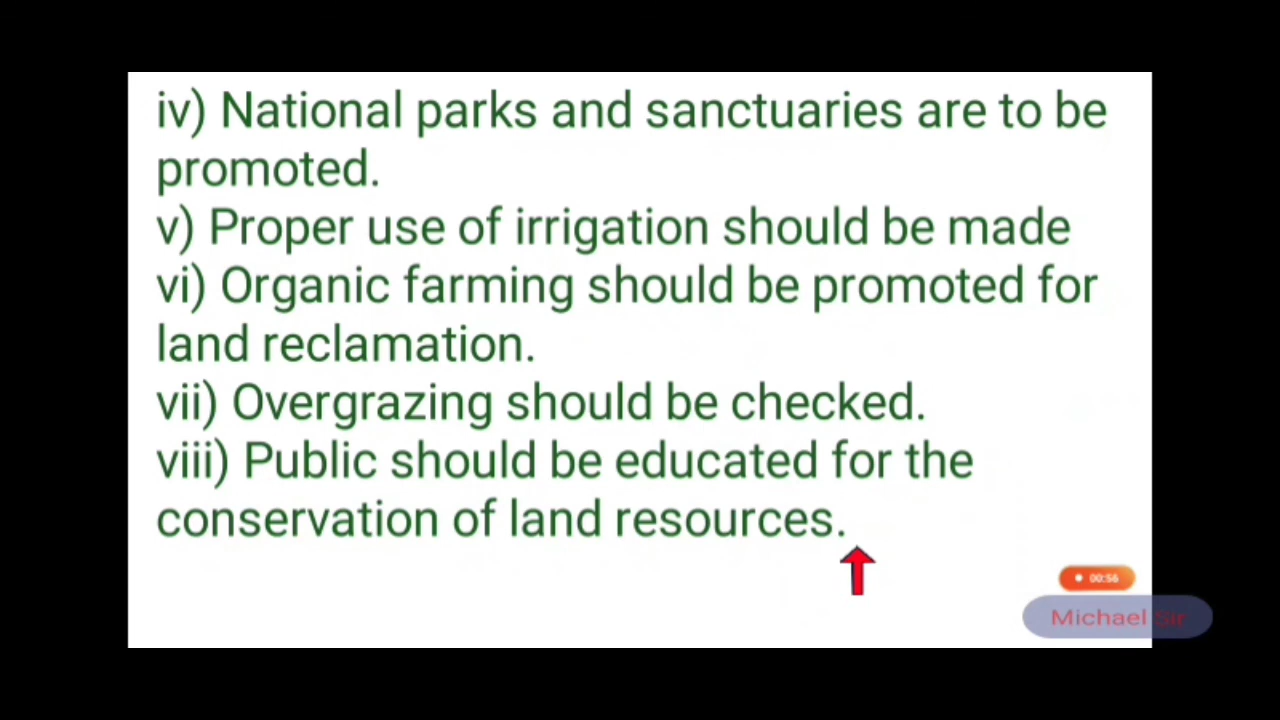 iv) National parks and sanctuaries are to be
promoted.
v) Proper use of irrigation should be made
vi) Organic farming should be promoted for
land reclamation.
vii) Overgrazing should be checked.
viii) Public should be educated for the
conservation of land resources.
00:56
Michael Sir